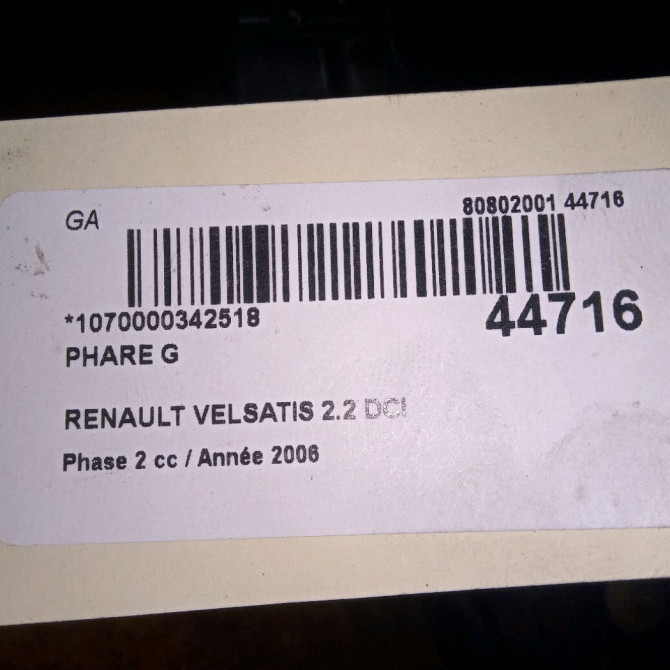 GA
80802001 44716
*1070000342518
44716
PHARE G
RENAULT VELSATIS 2.2 DCI
Phase 2 cc / Année 2006